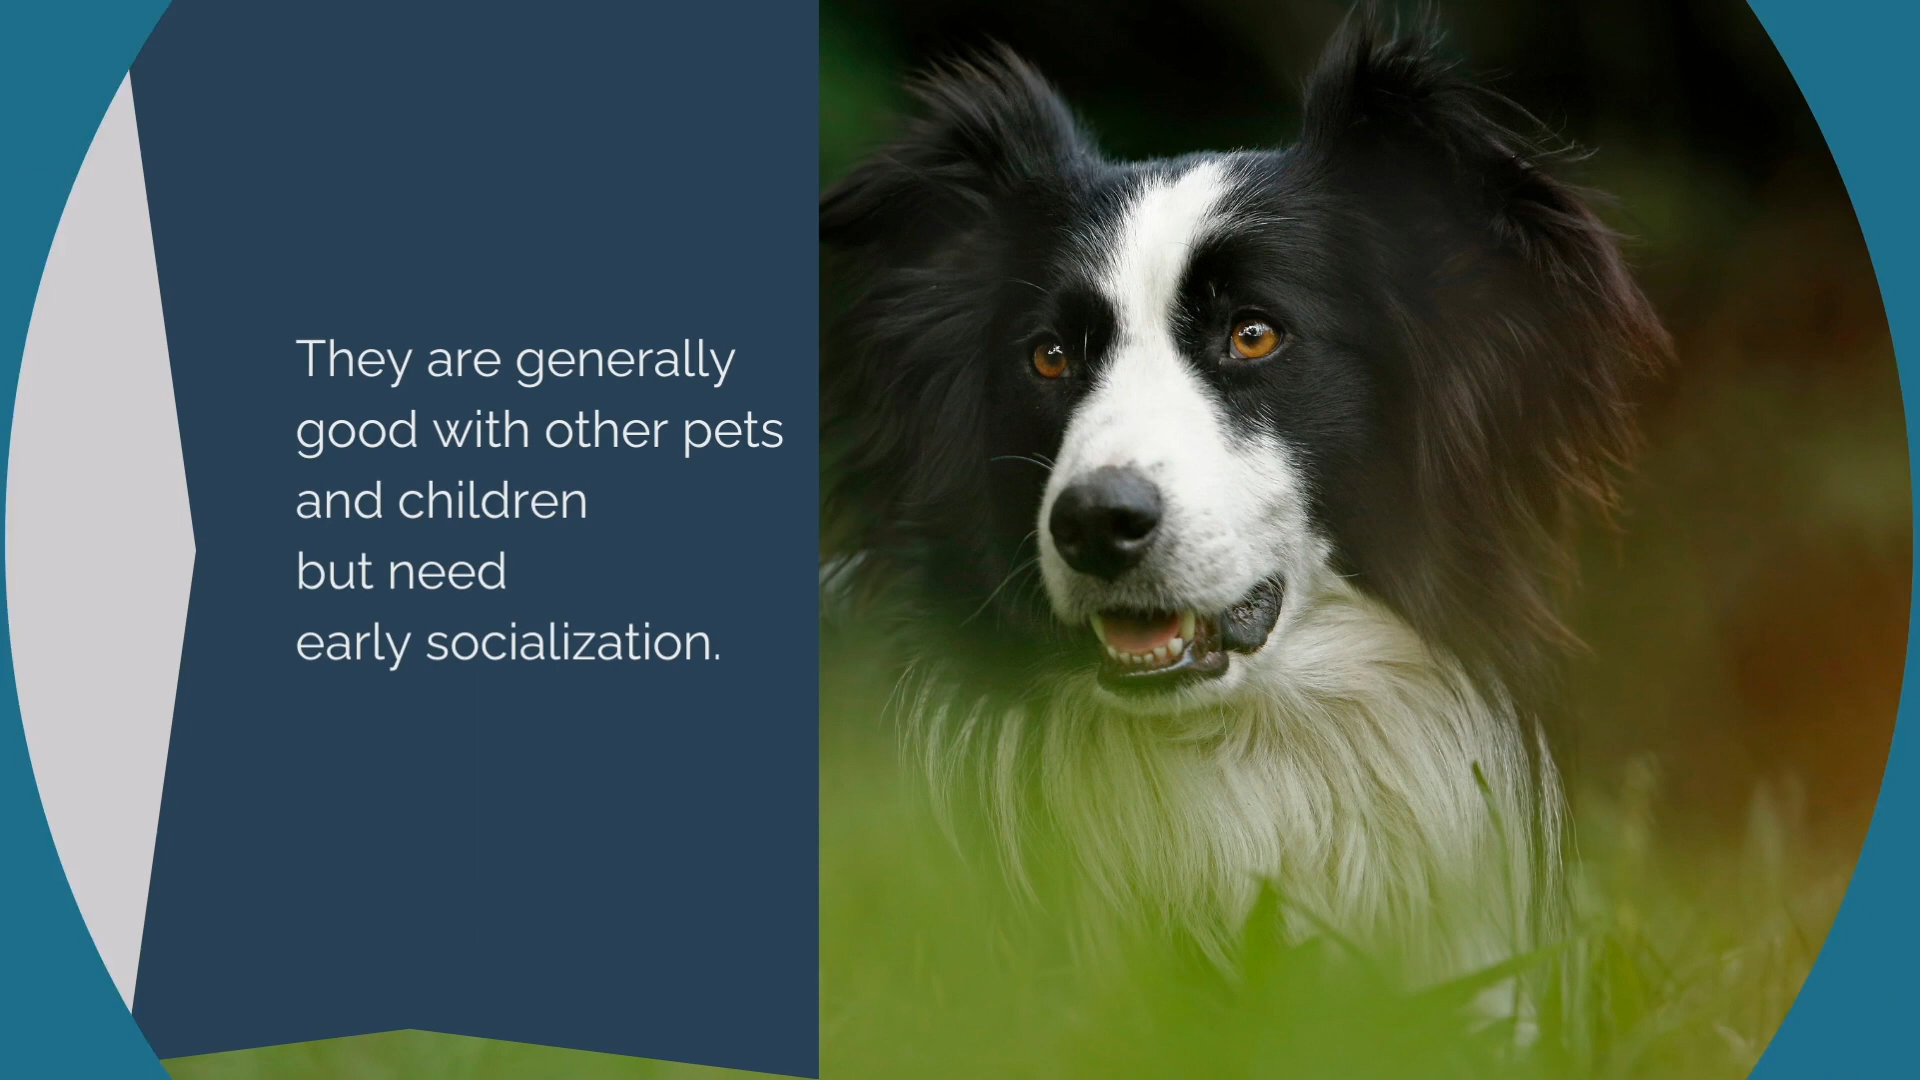 They are generally
good with other pets
and children
but need
early socialization.